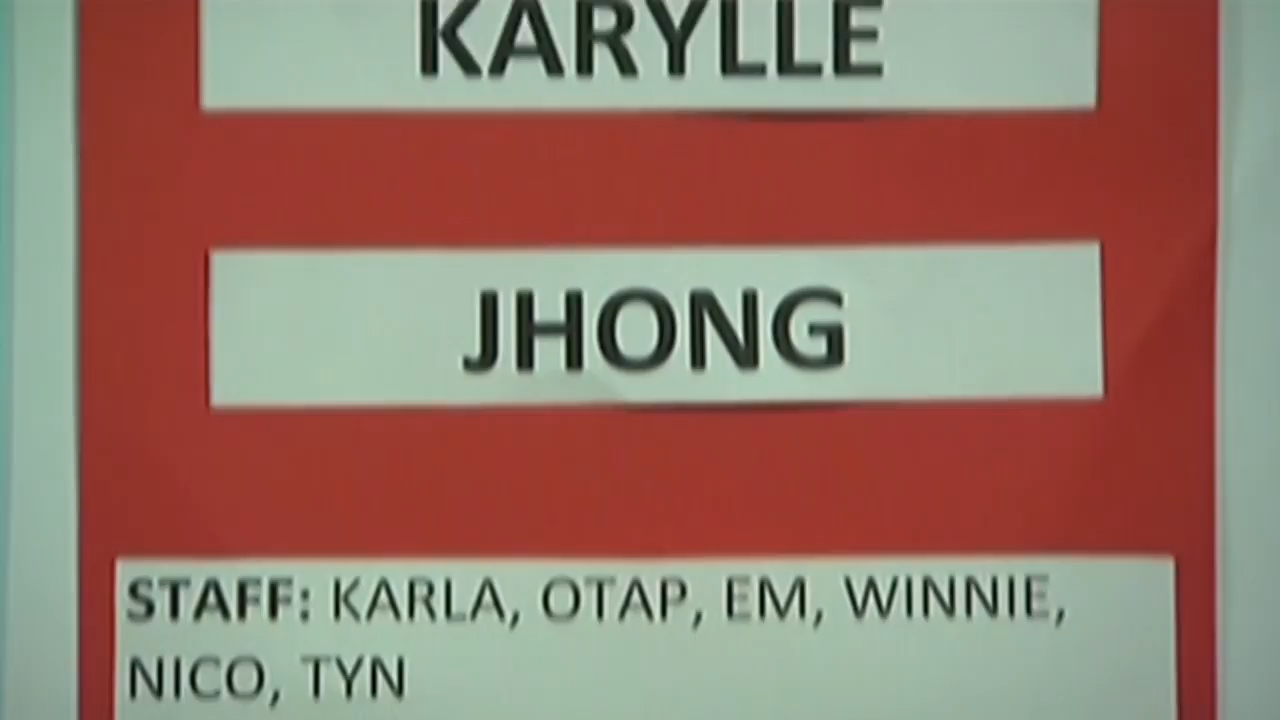 KARYLLE
JHONG
STAFF: KARLA, OTAP, EM, WINNIE,
NICO, TYN